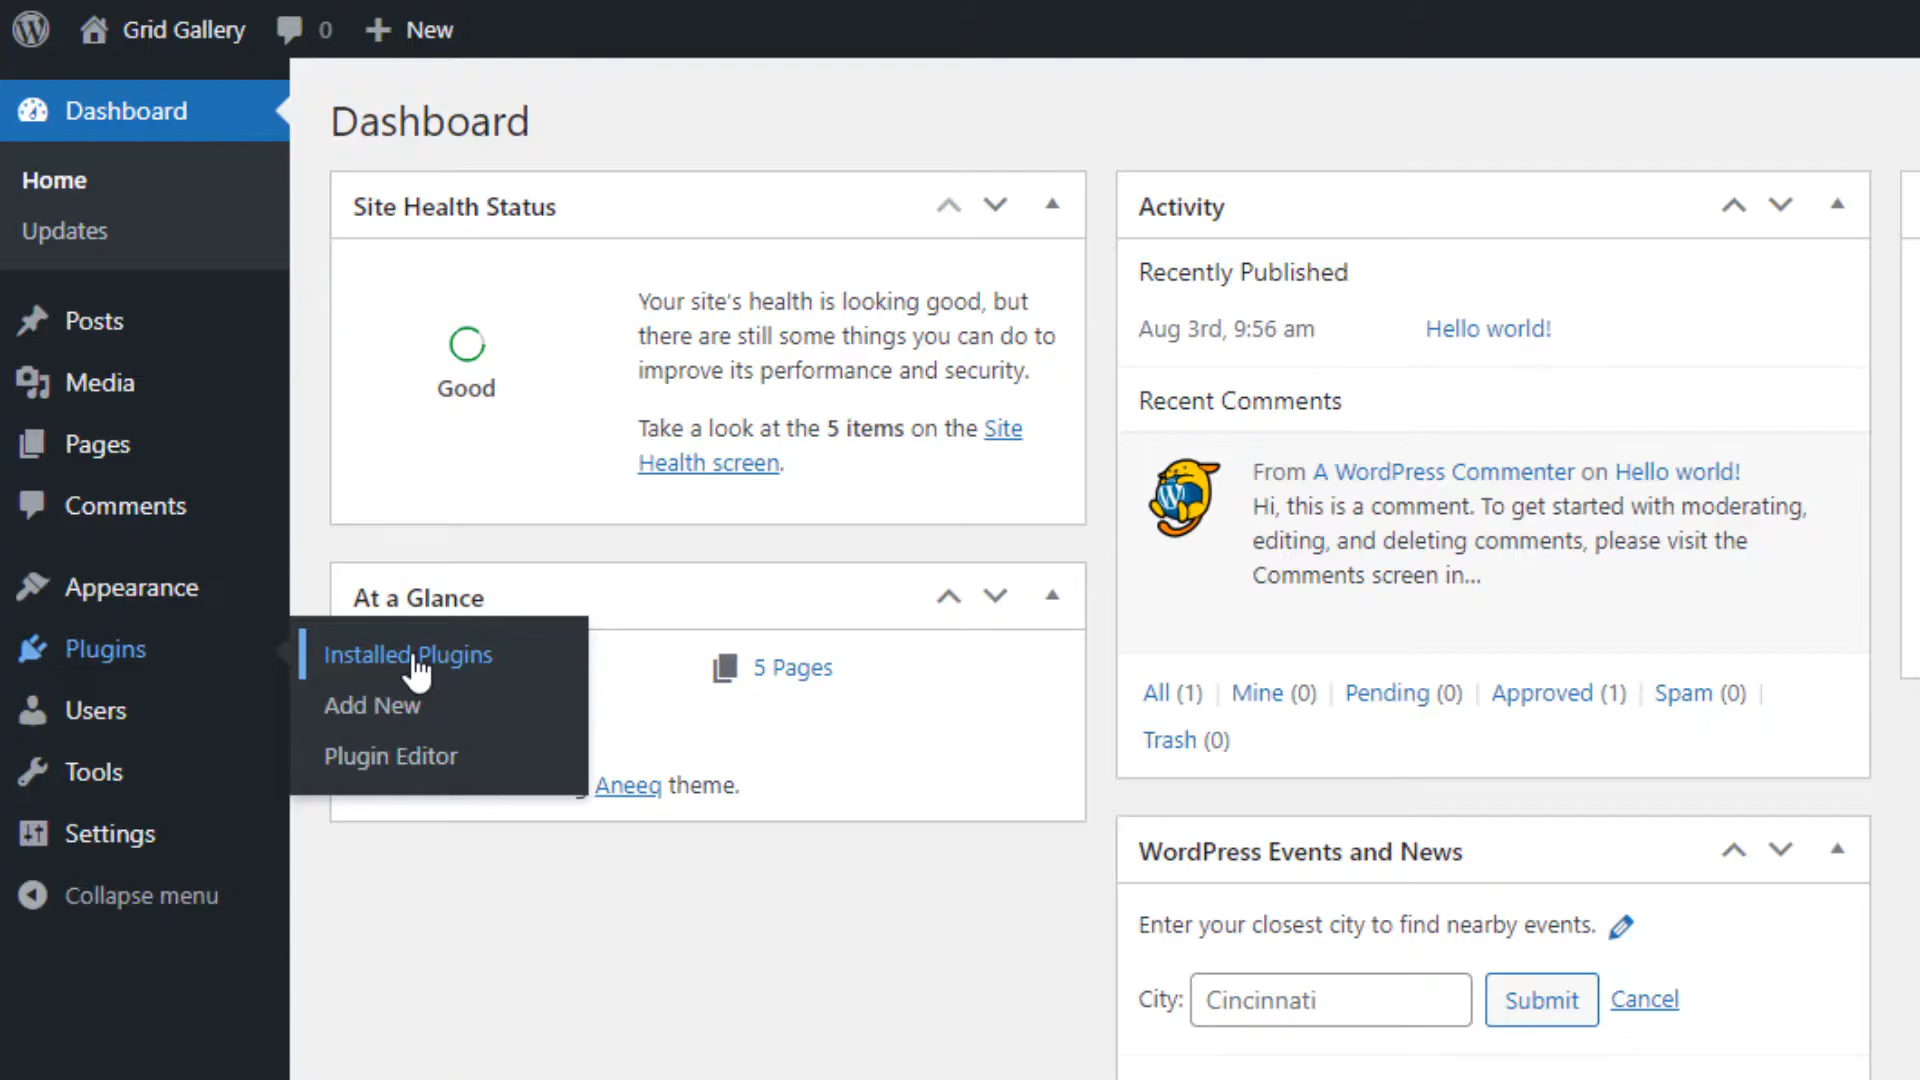 Grid Gallery 0 New
Dashboard
Home
Updates
Posts
Media
Pages
Comments
Appearance
Plugins
Users
Tools
Settings
Collapse menu
Installed Plugins
Add New
Plugin Editor
Dashboard
Site Health Status
Good
Your site's health is looking good, but
there are still some things you can do to
improve its performance and security.
Take a look at the 5 items on the Site
Health screen.
At a Glance
5 Pages
Aneeq theme.
Activity
Recently Published
Aug 3rd, 9:56 am Hello world!
Recent Comments
From A WordPress Commenter on Hello world!
Hi, this is a comment. To get started with moderating,
editing, and deleting comments, please visit the
Comments screen in...
All (1) | Mine (0) | Pending (0) | Approved (1) | Spam (0) |
Trash (0)
WordPress Events and News
Enter your closest city to find nearby events.
City: Cincinnati Submit Cancel